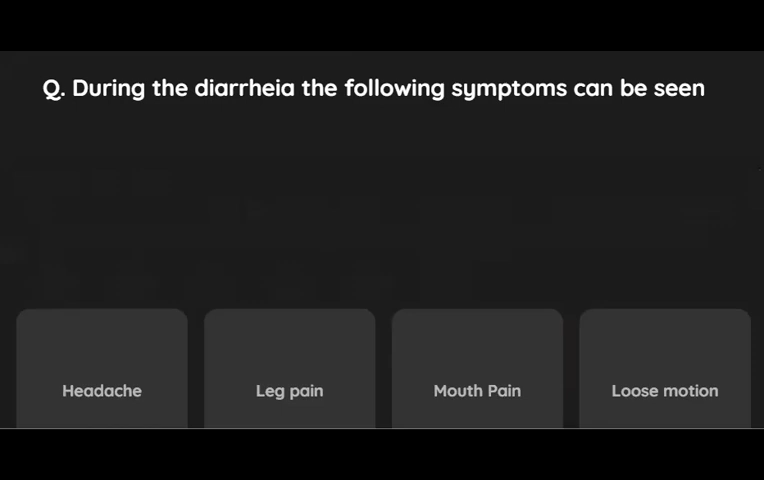 Q. During the diarrheia the following symptoms can be seen
Headache
Leg pain
Mouth Pain
Loose motion